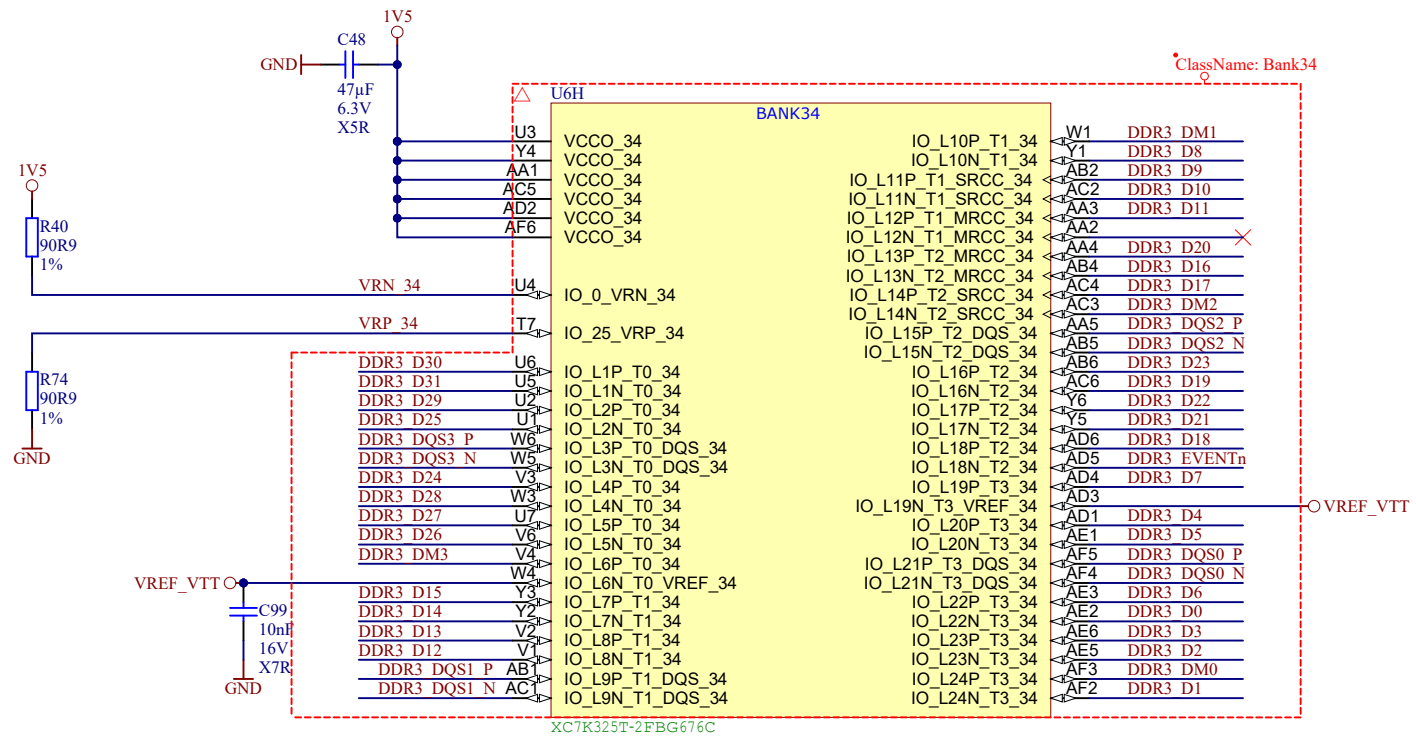 1V5
C48
GND
47µF
6.3V
X5R
ClassName: Bank34
U6H
BANK34
U3 VCCO_34
Y4 VCCO_34
AA1 VCCO_34
AC5 VCCO_34
AD2 VCCO_34
AF6 VCCO_34
1V5
R40
90R9
1%
VRN_34 U4 IO_0_VRN_34
VRP_34 T7 IO_25_VRP_34
R74
90R9
1%
GND
DDR3_D30 U6 IO_L1P_T0_34
DDR3_D31 U5 IO_L1N_T0_34
DDR3_D29 U2 IO_L2P_T0_34
DDR3_D25 U1 IO_L2N_T0_34
DDR3_DQS3_P W6 IO_L3P_T0_DQS_34
DDR3_DQS3_N W5 IO_L3N_T0_DQS_34
DDR3_D24 V3 IO_L4P_T0_34
DDR3_D28 W3 IO_L4N_T0_34
DDR3_D27 U7 IO_L5P_T0_34
DDR3_D26 V6 IO_L5N_T0_34
DDR3_DM3 V4 IO_L6P_T0_34
VREF_VTT W4 IO_L6N_T0_VREF_34
C99
10nF
16V
X7R
GND
DDR3_D15 Y3 IO_L7P_T1_34
DDR3_D14 Y2 IO_L7N_T1_34
DDR3_D13 V2 IO_L8P_T1_34
DDR3_D12 V1 IO_L8N_T1_34
DDR3_DQS1_P AB1 IO_L9P_T1_DQS_34
DDR3_DQS1_N AC1 IO_L9N_T1_DQS_34
IO_L10P_T1_34 W1 DDR3_DM1
IO_L10N_T1_34 Y1 DDR3_D8
IO_L11P_T1_SRCC_34 AB2 DDR3_D9
IO_L11N_T1_SRCC_34 AC2 DDR3_D10
IO_L12P_T1_MRCC_34 AA3 DDR3_D11
IO_L12N_T1_MRCC_34 AA2
IO_L13P_T2_MRCC_34 AA4 DDR3_D20
IO_L13N_T2_MRCC_34 AB4 DDR3_D16
IO_L14P_T2_SRCC_34 AC4 DDR3_D17
IO_L14N_T2_SRCC_34 AC3 DDR3_DM2
IO_L15P_T2_DQS_34 AA5 DDR3_DQS2_P
IO_L15N_T2_DQS_34 AB5 DDR3_DQS2_N
IO_L16P_T2_34 AB6 DDR3_D23
IO_L16N_T2_34 AC6 DDR3_D19
IO_L17P_T2_34 Y6 DDR3_D22
IO_L17N_T2_34 Y5 DDR3_D21
IO_L18P_T2_34 AD6 DDR3_D18
IO_L18N_T2_34 AD5 DDR3_EVENTn
IO_L19P_T3_34 AD4 DDR3_D7
IO_L19N_T3_VREF_34 AD3 VREF_VTT
IO_L20P_T3_34 AD1 DDR3_D4
IO_L20N_T3_34 AE1 DDR3_D5
IO_L21P_T3_DQS_34 AF5 DDR3_DQS0_P
IO_L21N_T3_DQS_34 AF4 DDR3_DQS0_N
IO_L22P_T3_34 AE3 DDR3_D6
IO_L22N_T3_34 AE2 DDR3_D0
IO_L23P_T3_34 AE6 DDR3_D3
IO_L23N_T3_34 AE5 DDR3_D2
IO_L24P_T3_34 AF3 DDR3_DM0
IO_L24N_T3_34 AF2 DDR3_D1
XC7K325T-2FBG676C